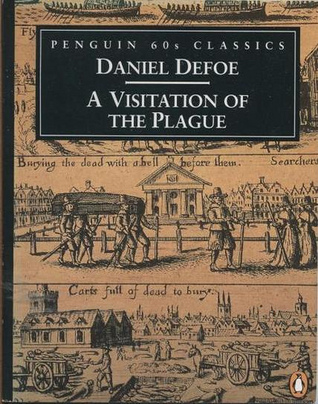 Fly
PENGUIN 60s CLASSICS
DANIEL DEFOE
A VISITATION OF
THE PLAGUE
Burying the dead with a bell before them. Searchers
Carts full of dead to bury.